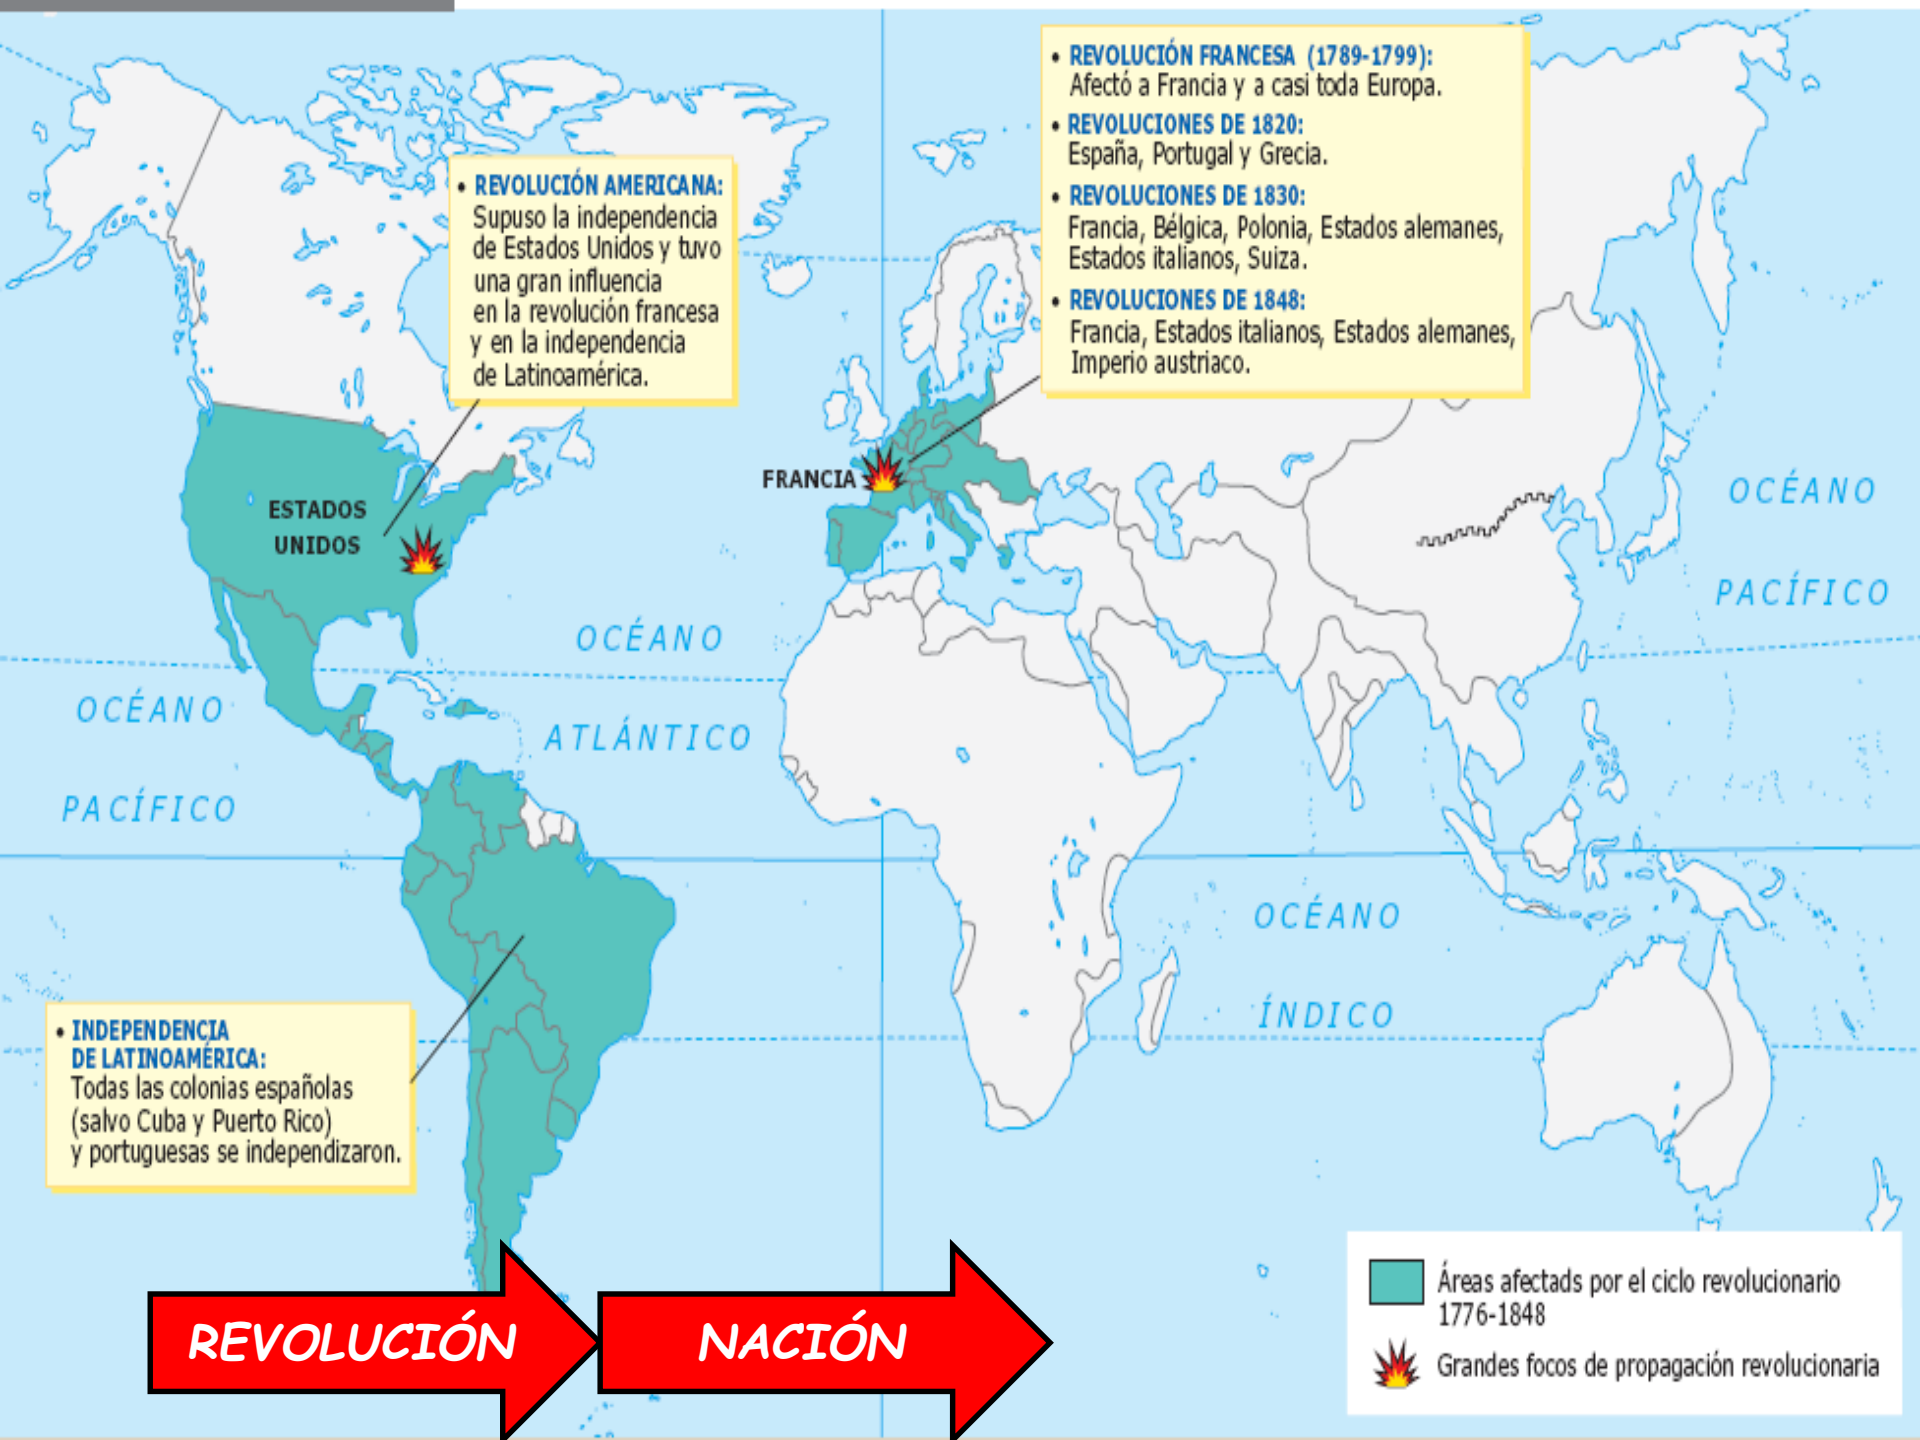 • REVOLUCIÓN FRANCESA (1789-1799):
Afectó a Francia y a casi toda Europa.
• REVOLUCIONES DE 1820:
España, Portugal y Grecia.
• REVOLUCIONES DE 1830:
Francia, Bélgica, Polonia, Estados alemanes,
Estados italianos, Suiza.
• REVOLUCIONES DE 1848:
Francia, Estados italianos, Estados alemanes,
Imperio austriaco.
• REVOLUCIÓN AMERICANA:
Supuso la independencia
de Estados Unidos y tuvo
una gran influencia
en la revolución francesa
y en la independencia
de Latinoamérica.
FRANCIA
ESTADOS
UNIDOS
OCÉANO
PACÍFICO
OCÉANO
ATLÁNTICO
OCÉANO
PACÍFICO
OCÉANO
ÍNDICO
• INDEPENDENCIA
DE LATINOAMÉRICA:
Todas las colonias españolas
(salvo Cuba y Puerto Rico)
y portuguesas se independizaron.
REVOLUCIÓN
NACIÓN
Áreas afectads por el ciclo revolucionario
1776-1848
Grandes focos de propagación revolucionaria